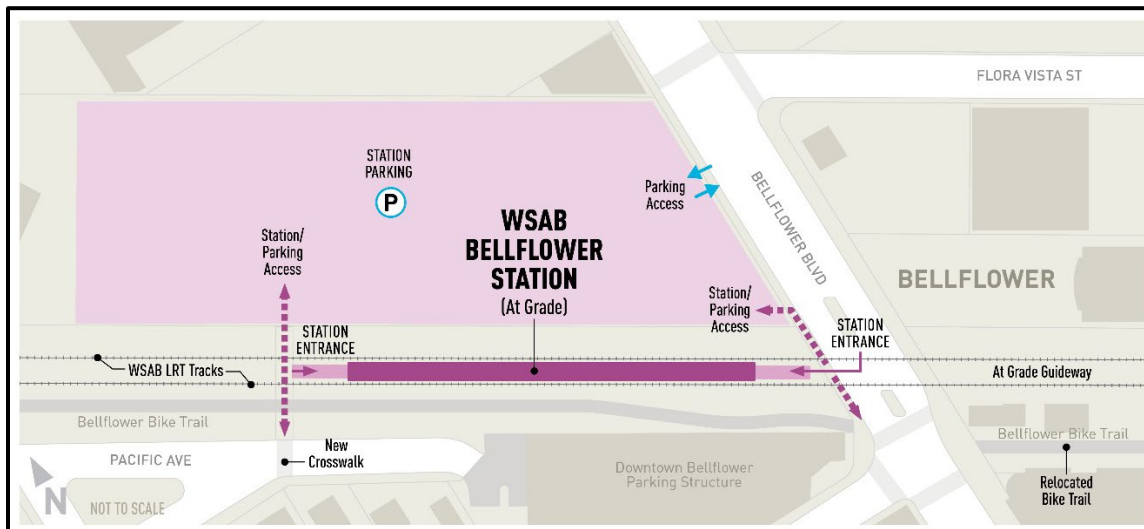 FLORA VISTA ST
STATION
PARKING
P
Parking
Access
BELLFLOWER BLVD
WSAB
BELLFLOWER
STATION
(At Grade)
Station/
Parking
Access
BELLFLOWER
Station/
Parking
Access
STATION
ENTRANCE
STATION
ENTRANCE
WSAB LRT Tracks
At Grade Guideway
Bellflower Bike Trail
Bellflower Bike Trail
PACIFIC AVE
New
Crosswalk
Downtown Bellflower
Parking Structure
Relocated
Bike Trail
N
NOT TO SCALE